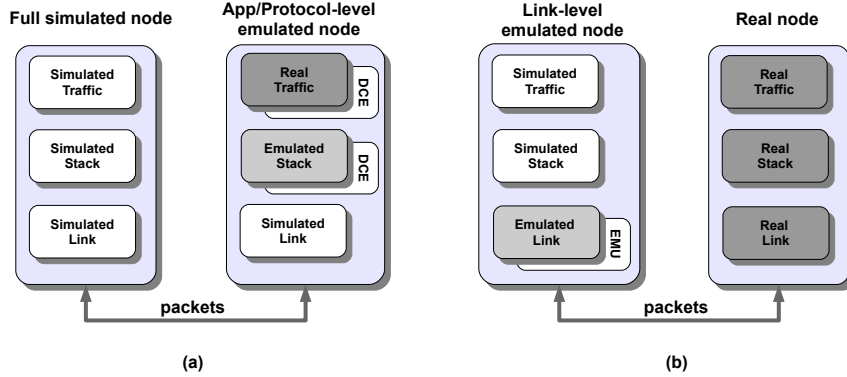 Full simulated node
Simulated
Traffic
Simulated
Stack
Simulated
Link
App/Protocol-level
emulated node
Real
Traffic
DCE
Emulated
Stack
DCE
Simulated
Link
packets
(a)
Link-level
emulated node
Simulated
Traffic
Simulated
Stack
Emulated
Link
EMU
Real node
Real
Traffic
Real
Stack
Real
Link
packets
(b)